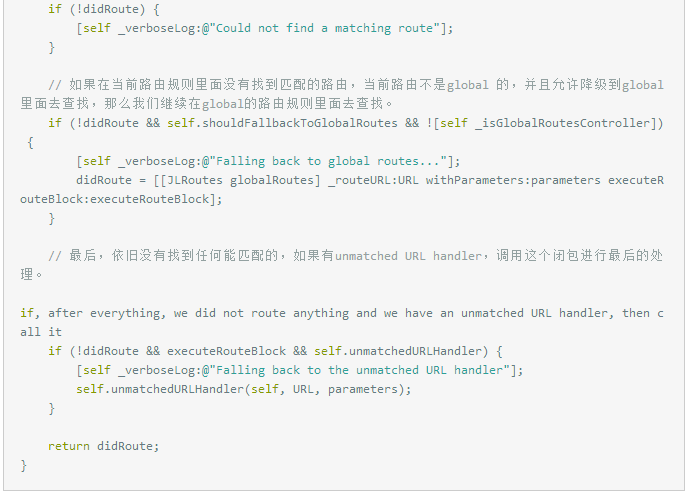 if (!didRoute) {
[self _verboseLog:@"Could not find a matching route"];
}
// 如果在当前路由规则里面没有找到匹配的路由，当前路由不是global 的，并且允许降级到global
里面去查找，那么我们继续在global的路由规则里面去查找。
if (!didRoute && self.shouldFallbackToGlobalRoutes && ![self _isGlobalRoutesController])
{
[self _verboseLog:@"Falling back to global routes..."];
didRoute = [[JLRoutes globalRoutes] _routeURL:URL withParameters:parameters executeR
outeBlock:executeRouteBlock];
}
// 最后，依旧没有找到任何能匹配的，如果有unmatched URL handler，调用这个闭包进行最后的处
理。
if, after everything, we did not route anything and we have an unmatched URL handler, then c
all it
if (!didRoute && executeRouteBlock && self.unmatchedURLHandler) {
[self _verboseLog:@"Falling back to the unmatched URL handler"];
self.unmatchedURLHandler(self, URL, parameters);
}
return didRoute;
}